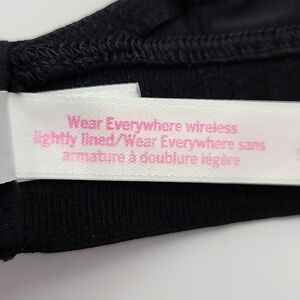 Wear Everywhere wireless
lightly lined/Wear Everywhere sans
armature à doublure légère